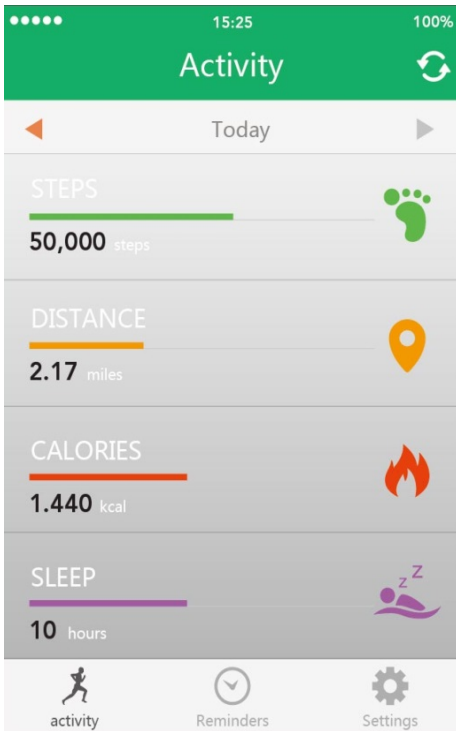 15:25 100%
Activity
Today
STEPS
50,000 steps
DISTANCE
2.17 miles
CALORIES
1.440 kcal
SLEEP
z z
10 hours
activity Reminders Settings